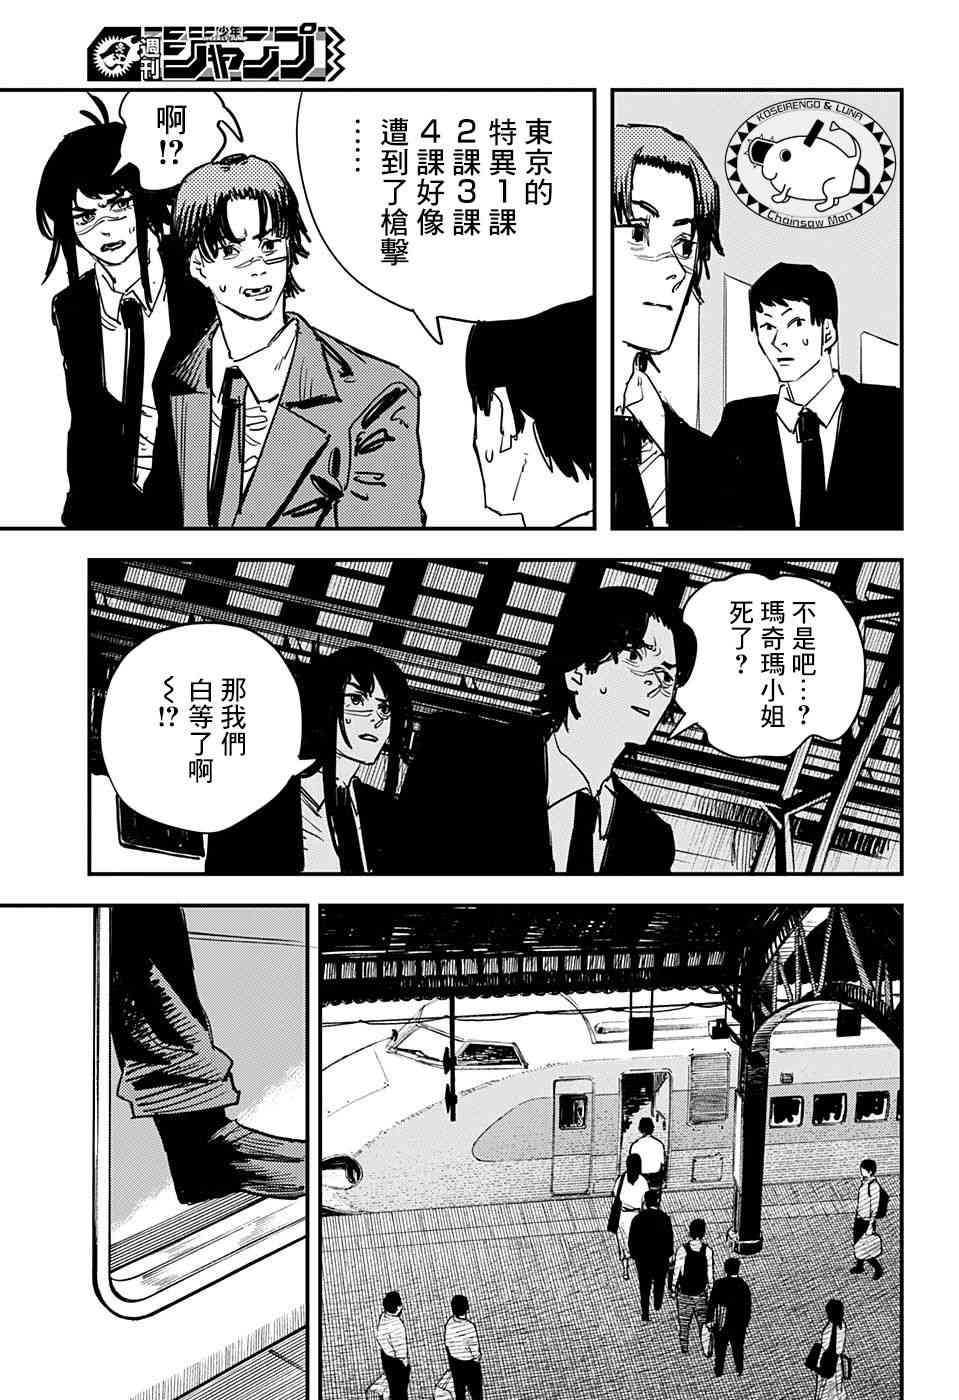 少年
週刊
ジャンプ
KOSEIRENGO & LUNA
Chainsaw Man
東京的
特異1課
2課3課
4課好像
遭到了槍擊
……
啊!?
不是吧…?
瑪奇瑪小姐
死了?
那我們
白等了啊
~!?